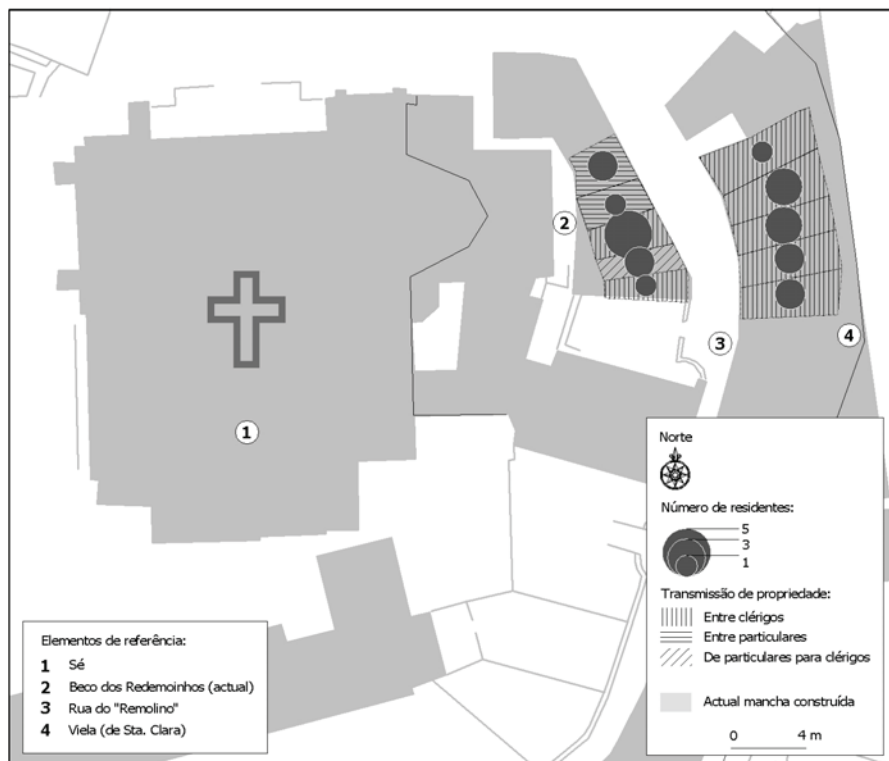 2
3
4
1
Norte
Número de residentes:
5
3
1
Transmissão de propriedade:
Entre clérigos
Entre particulares
De particulares para clérigos
Actual mancha construída
0 4 m
Elementos de referência:
1 Sé
2 Beco dos Redemoinhos (actual)
3 Rua do "Remolino"
4 Viela (de Sta. Clara)